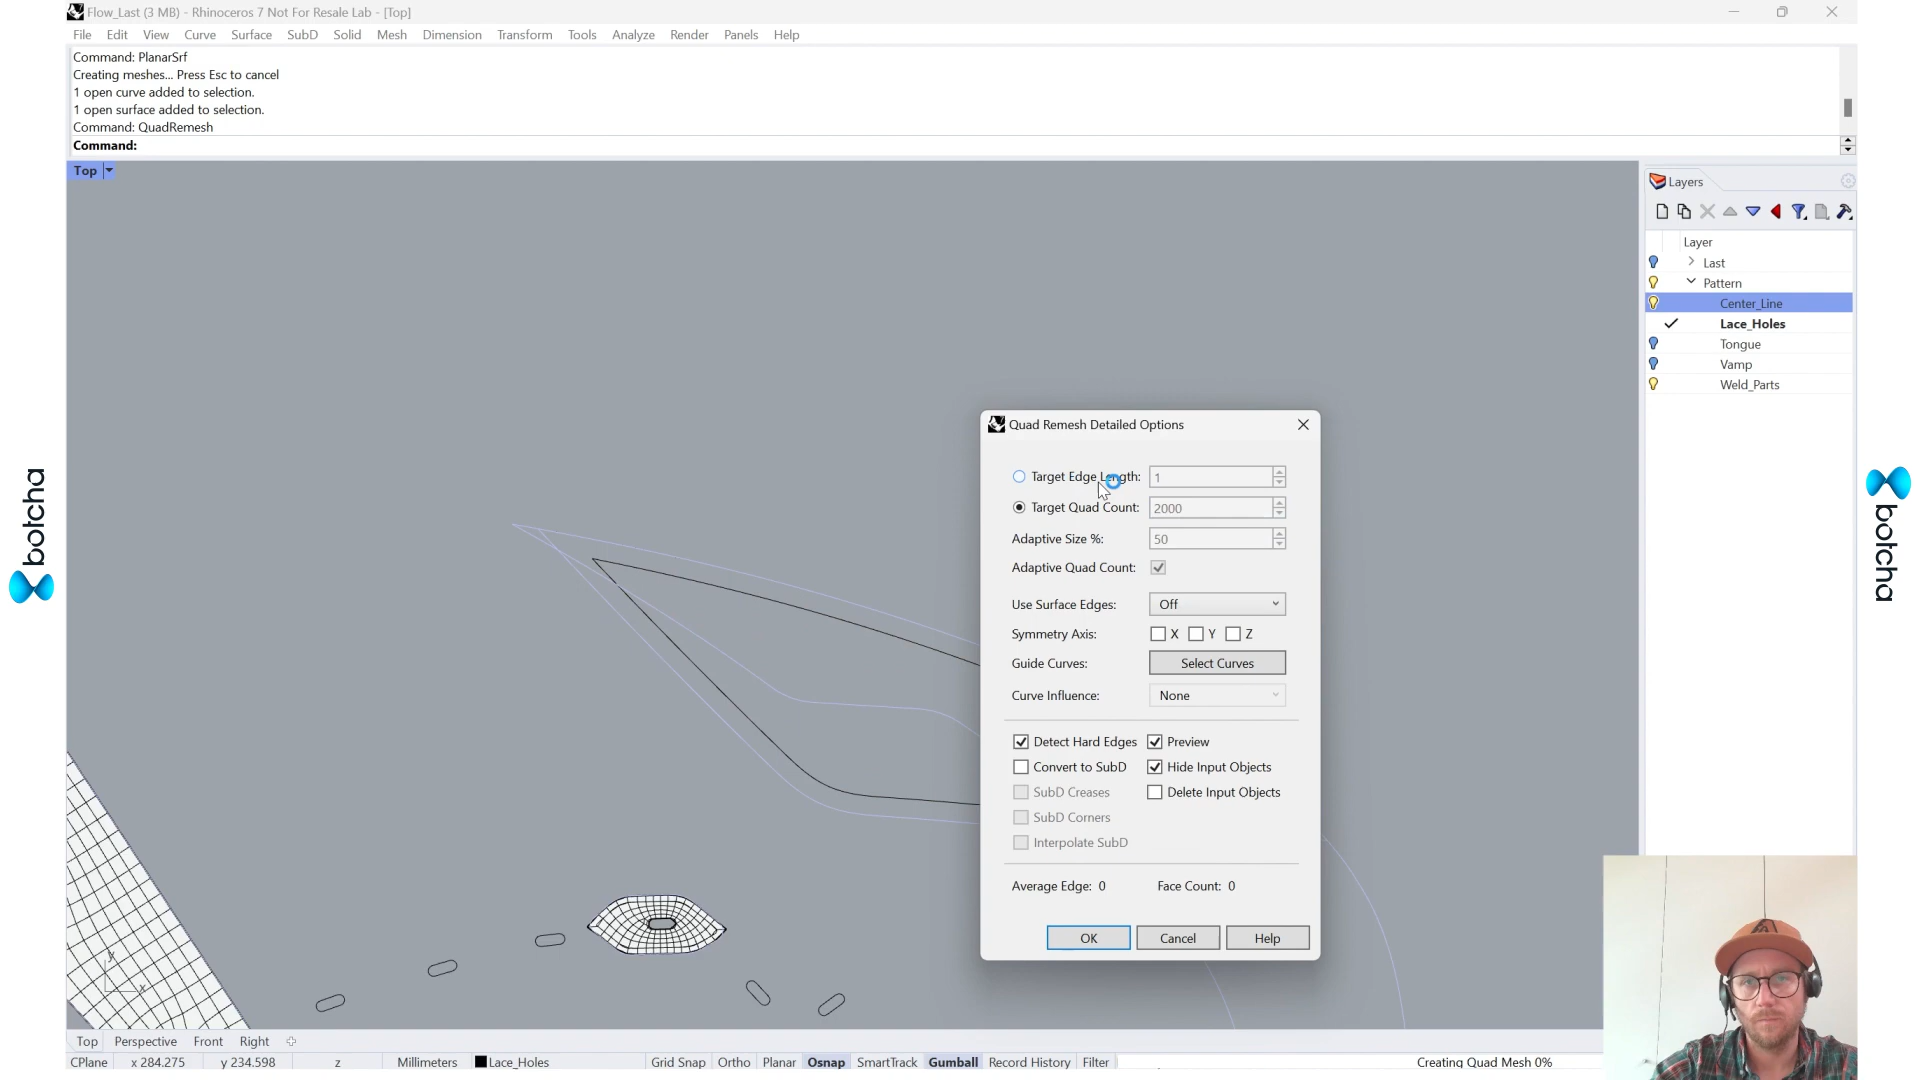 Flow_Last (3 MB) - Rhinoceros 7 Not For Resale Lab - [Top]
File Edit View Curve Surface SubD Solid Mesh Dimension Transform Tools Analyze Render Panels Help
Command: PlanarSrf
Creating meshes... Press Esc to cancel
1 open curve added to selection.
1 open surface added to selection.
Command: QuadRemesh
Command:
Top
Layers
Layer
Last
Pattern
Center_Line
Lace_Holes
Tongue
Vamp
Weld_Parts
Quad Remesh Detailed Options
Target Edge Length: 1
Target Quad Count: 2000
Adaptive Size %: 50
Adaptive Quad Count:
Use Surface Edges: Off
Symmetry Axis: X Y Z
Guide Curves: Select Curves
Curve Influence: None
Detect Hard Edges Preview
Convert to SubD Hide Input Objects
SubD Creases Delete Input Objects
SubD Corners
Interpolate SubD
Average Edge: 0 Face Count: 0
OK Cancel Help
y
x
Top Perspective Front Right
CPlane x 284.275 y 234.598 z Millimeters Lace_Holes Grid Snap Ortho Planar Osnap SmartTrack Gumball Record History Filter Creating Quad Mesh 0%
botcha
botcha